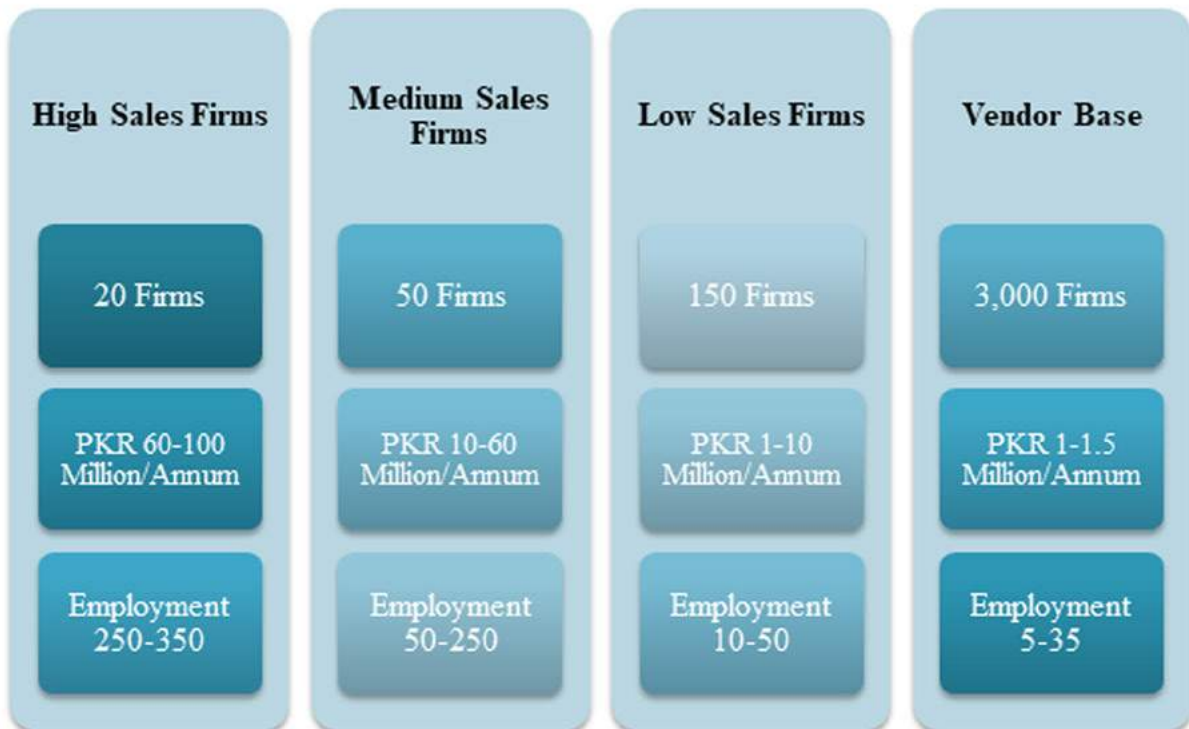 High Sales Firms
20 Firms
PKR 60-100
Million/Annum
Employment
250-350
Medium Sales
Firms
50 Firms
PKR 10-60
Million/Annum
Employment
50-250
Low Sales Firms
150 Firms
PKR 1-10
Million/Annum
Employment
10-50
Vendor Base
3,000 Firms
PKR 1-1.5
Million/Annum
Employment
5-35